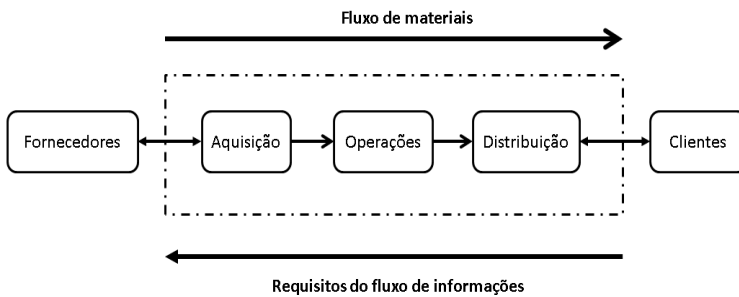 Fluxo de materiais
Fornecedores
Aquisição
Operações
Distribuição
Clientes
Requisitos do fluxo de informações